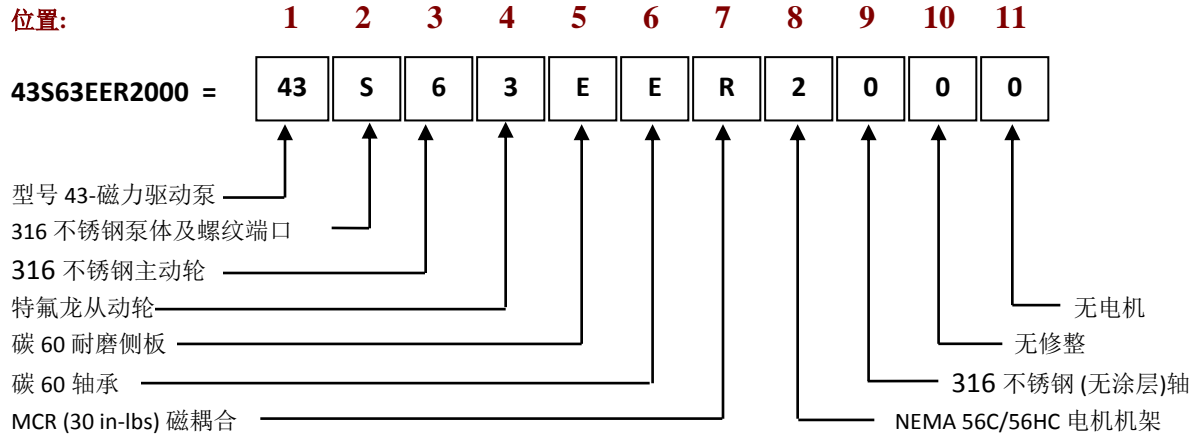 位置: 1 2 3 4 5 6 7 8 9 10 11
43S63EER2000 = 43 S 6 3 E E R 2 0 0 0
型号 43-磁力驱动泵
316 不锈钢泵体及螺纹端口
316 不锈钢主动轮
特氟龙从动轮
无电机
碳 60 耐磨侧板
无修整
碳 60 轴承
316 不锈钢 (无涂层)轴
MCR (30 in-lbs) 磁耦合
NEMA 56C/56HC 电机机架